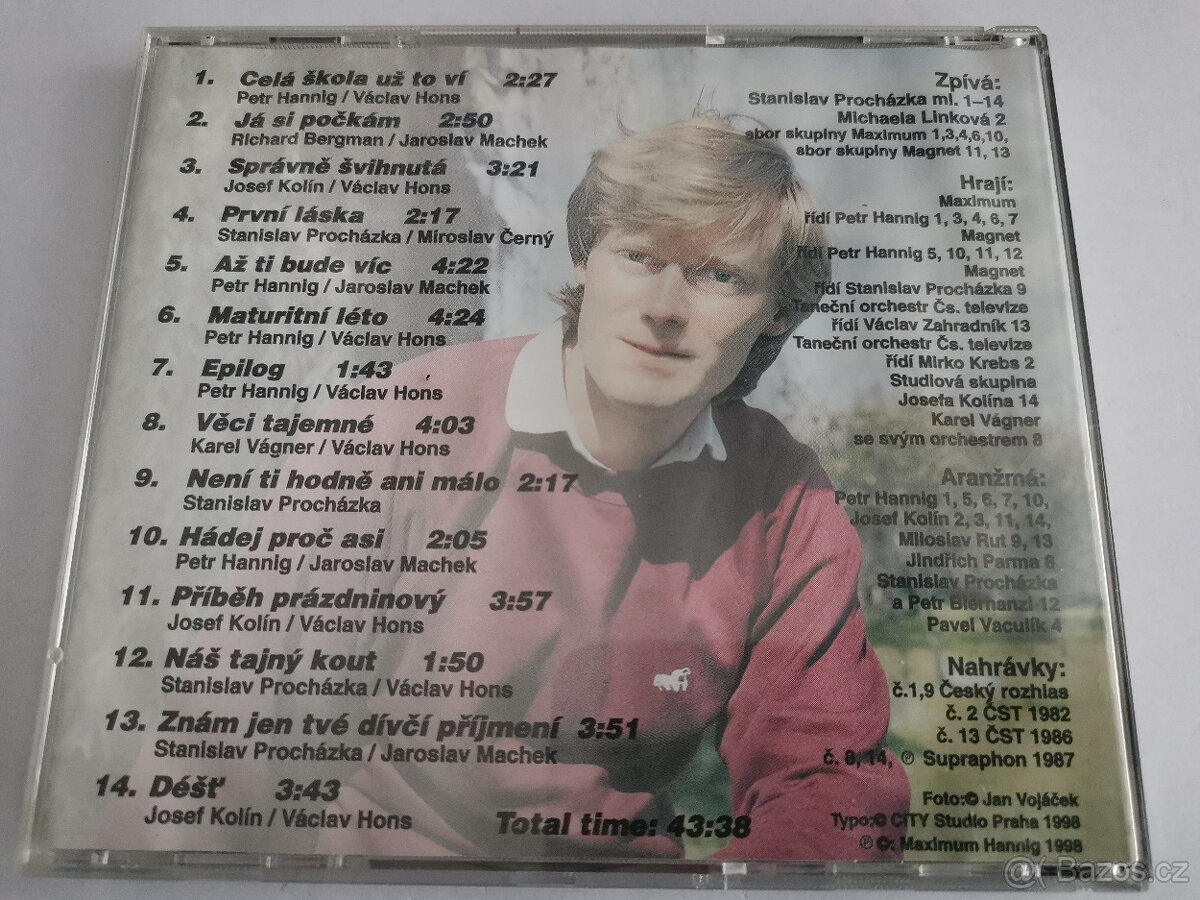 1. Celá škola už to ví 2:27
Petr Hannig / Václav Hons
2. Já si počkám 2:50
Richard Bergman / Jaroslav Machek
3. Správně švihnutá 3:21
Josef Kolín / Václav Hons
4. První láska 2:17
Stanislav Procházka / Miroslav Černý
5. Až ti bude víc 4:22
Petr Hannig / Jaroslav Machek
6. Maturitní léto 4:24
Petr Hannig / Václav Hons
7. Epilog 1:43
Petr Hannig / Václav Hons
8. Věci tajemné 4:03
Karel Vágner / Václav Hons
9. Není ti hodně ani málo 2:17
Stanislav Procházka
10. Hádej proč asi 2:05
Petr Hannig / Jaroslav Machek
11. Příběh prázdninový 3:57
Josef Kolín / Václav Hons
12. Náš tajný kout 1:50
Stanislav Procházka / Václav Hons
13. Znám jen tvé dívčí příjmení 3:51
Stanislav Procházka / Jaroslav Machek
14. Déšť 3:43
Josef Kolín / Václav Hons
Total time: 43:38
Zpívá:
Stanislav Procházka ml. 1–14
Michaela Linková 2
sbor skupiny Maximum 1,3,4,6,10,
sbor skupiny Magnet 11, 13
Hrají:
Maximum
řídí Petr Hannig 1, 3, 4, 6, 7
Magnet
řídí Petr Hannig 5, 10, 11, 12
Magnet
řídí Stanislav Procházka 9
Taneční orchestr Čs. televize
řídí Václav Zahradník 13
Taneční orchestr Čs. televize
řídí Mirko Krebs 2
Studiová skupina
Josefa Kolína 14
Karel Vágner
se svým orchestrem 8
Aranžmá:
Petr Hannig 1, 5, 6, 7, 10,
Josef Kolín 2, 3, 11, 14,
Miloslav Rut 9, 13
Jindřich Parma 8
Stanislav Procházka
a Petr Biernanzl 12
Pavel Vaculík 4
Nahrávky:
č.1,9 Český rozhlas
č. 2 ČST 1982
č. 13 ČST 1986
č. 8, 14, ℗ Supraphon 1987
Foto:© Jan Vojáček
Typo:© CITY Studio Praha 1998
℗ ©: Maximum Hannig 1998
Bazos.cz